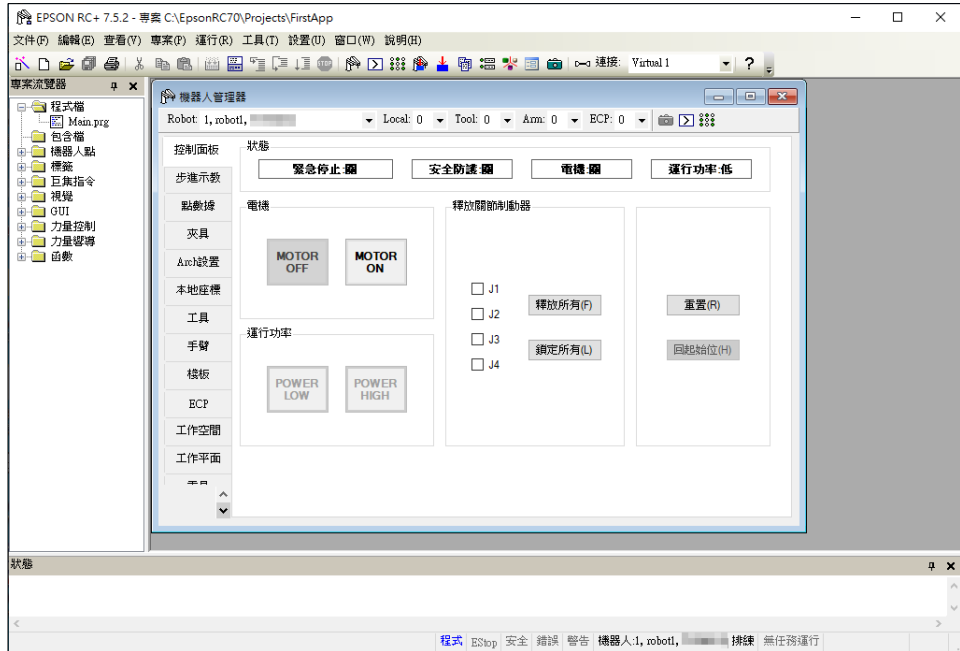 EPSON RC+ 7.5.2 - 專案 C:\EpsonRC70\Projects\FirstApp
文件(F) 編輯(E) 查看(V) 專案(P) 運行(R) 工具(T) 設置(U) 窗口(W) 說明(H)
連接: Virtual 1
專案流覽器
程式檔
Main.prg
包含檔
機器人點
標籤
巨集指令
視覺
GUI
力量控制
力量嚮導
函數
機器人管理器
Robot: 1, robot1, Local: 0 Tool: 0 Arm: 0 ECP: 0
控制面板
步進示教
點數據
夾具
Arch設置
本地座標
工具
手臂
棧板
ECP
工作空間
工作平面
狀態
緊急停止:關 安全防護:關 電機:關 運行功率:低
電機
MOTOR OFF
MOTOR ON
運行功率
POWER LOW
POWER HIGH
釋放關節制動器
J1
J2
J3
J4
釋放所有(F)
鎖定所有(L)
重置(R)
回起始位(H)
狀態
程式 EStop 安全 錯誤 警告 機器人:1, robot1, 排練 無任務運行